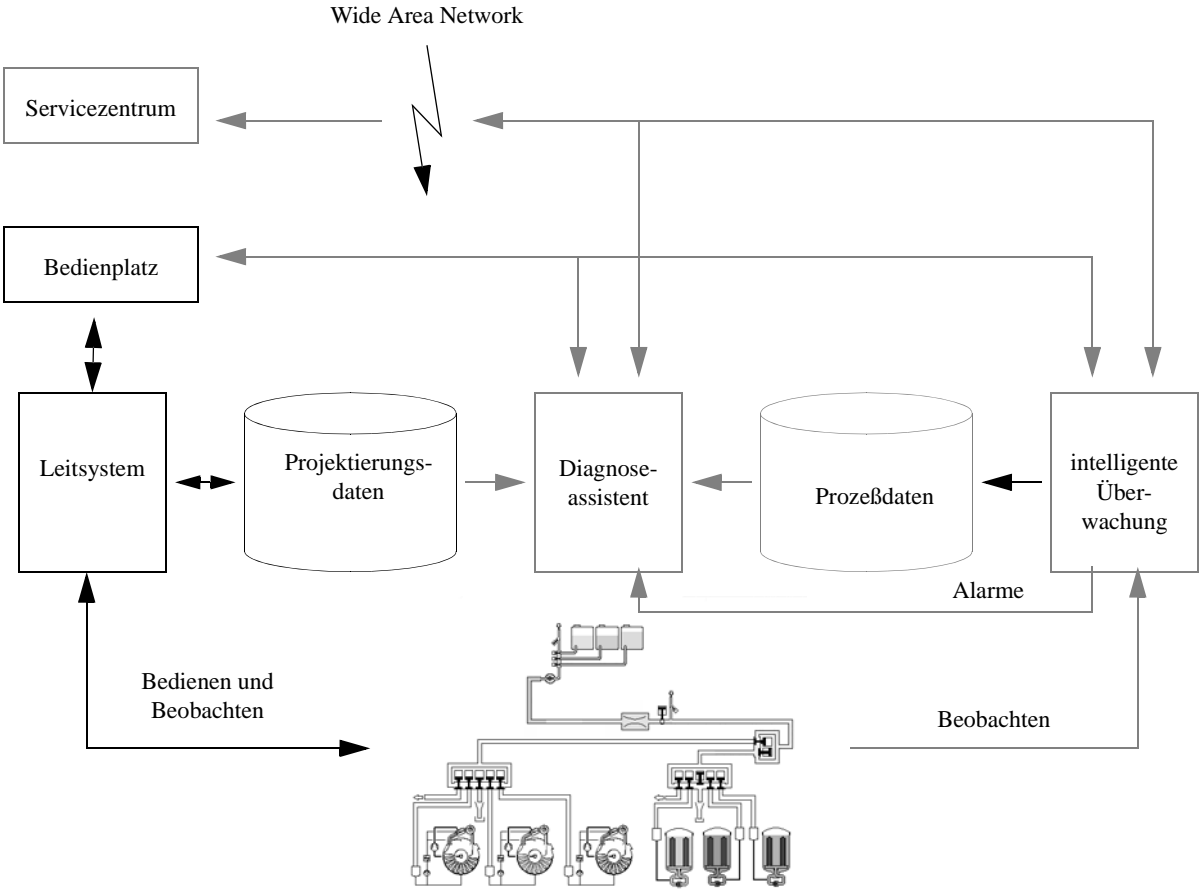 Wide Area Network
Servicezentrum
Bedienplatz
Leitsystem
Projektierungs-
daten
Diagnose-
assistent
Prozeßdaten
intelligente
Über-
wachung
Alarme
Bedienen und
Beobachten
Beobachten